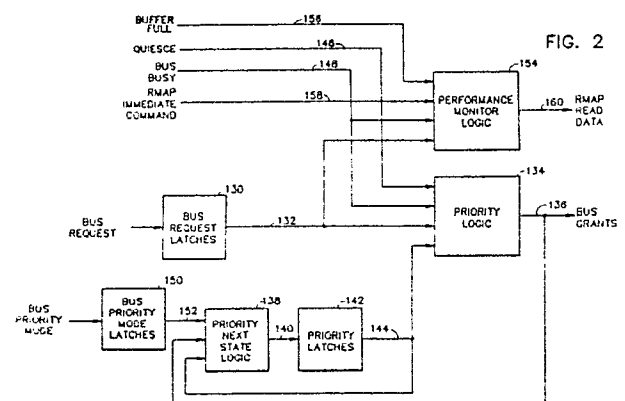 BUFFER
FULL
156
QUIESCE
146
FIG. 2
BUS
BUSY
148
154
RMAP
IMMEDIATE
COMMAND
158
PERFORMANCE
MONITOR
LOGIC
160
RMAP
READ
DATA
134
130
BUS
REQUEST
BUS
REQUEST
LATCHES
132
PRIORITY
LOGIC
136
BUS
GRANTS
150
BUS
PRIORITY
MODE
BUS
PRIORITY
MODE
LATCHES
152
138
PRIORITY
NEXT
STATE
LOGIC
140
142
PRIORITY
LATCHES
144